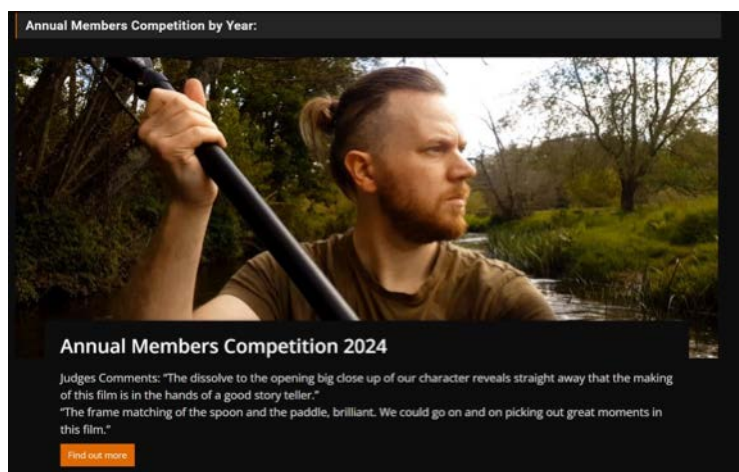 Annual Members Competition by Year:
Annual Members Competition 2024
Judges Comments: "The dissolve to the opening big close up of our character reveals straight away that the making
of this film is in the hands of a good story teller."
"The frame matching of the spoon and the paddle, brilliant. We could go on and on picking out great moments in
this film."
Find out more